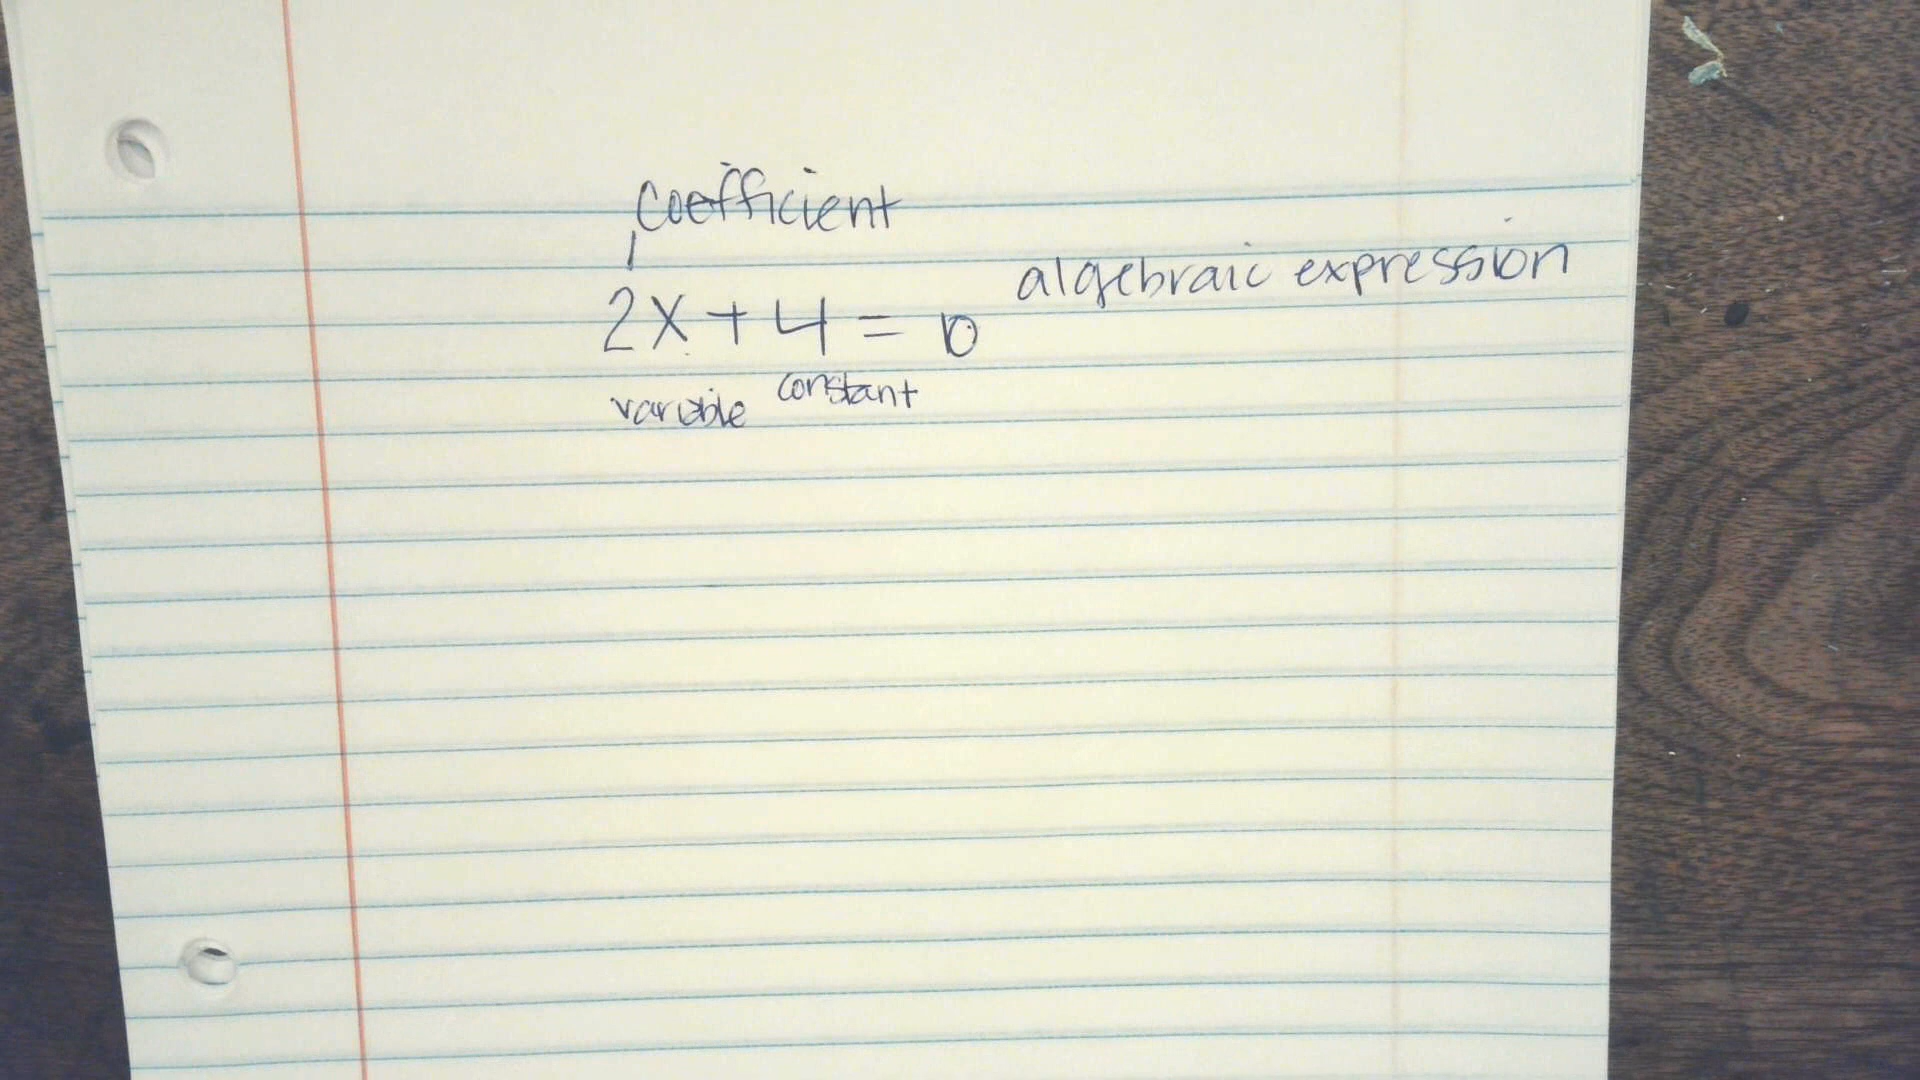 coefficient
algebraic expression
2x + 4 = 10
variable constant